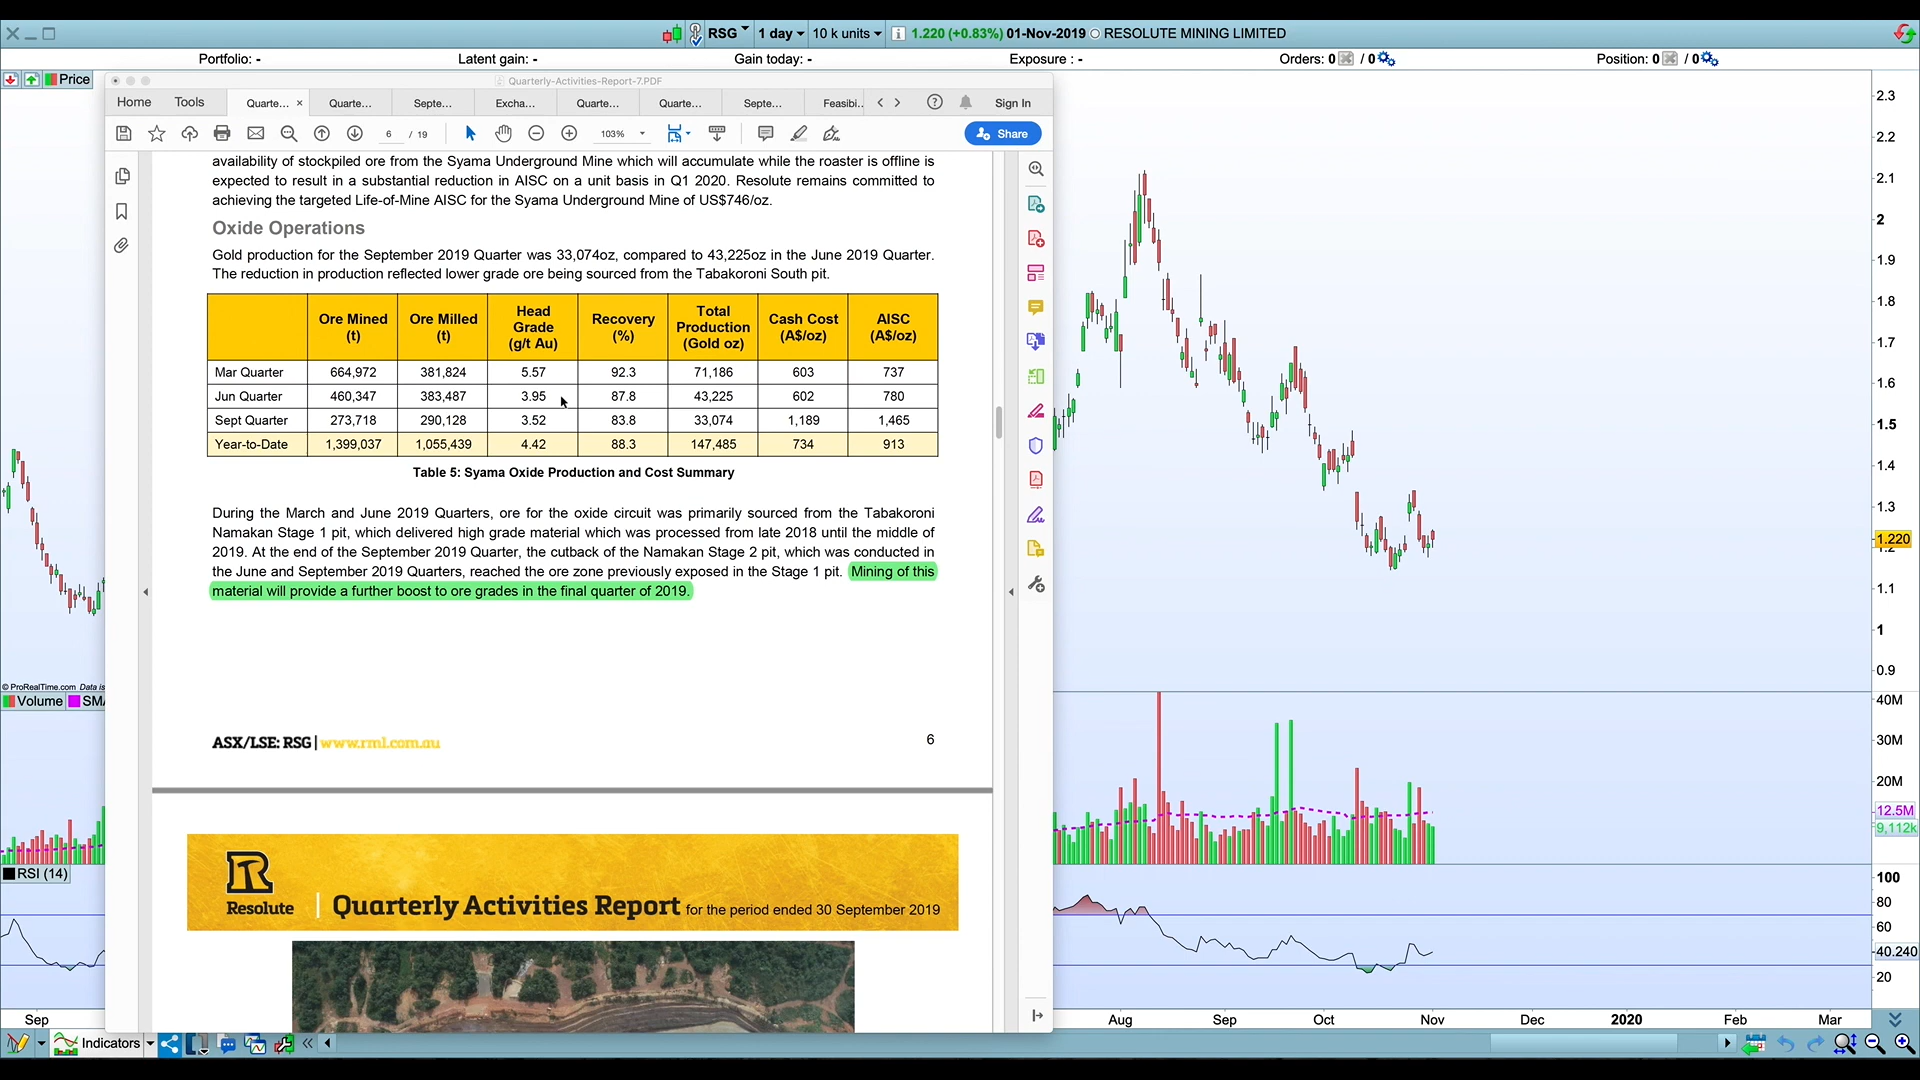 RSG 1 day 10 k units 1.220 (+0.83%) 01-Nov-2019 RESOLUTE MINING LIMITED
Portfolio: - Latent gain: - Gain today: - Exposure : - Orders: 0 / 0 Position: 0 / 0
Price
Quarterly-Activities-Report-7.PDF
Home Tools Quarte... × Quarte... Septe... Excha... Quarte... Quarte... Septe... Feasibi.. Sign In
6 / 19 103% Share
availability of stockpiled ore from the Syama Underground Mine which will accumulate while the roaster is offline is
expected to result in a substantial reduction in AISC on a unit basis in Q1 2020. Resolute remains committed to
achieving the targeted Life-of-Mine AISC for the Syama Underground Mine of US$746/oz.
Oxide Operations
Gold production for the September 2019 Quarter was 33,074oz, compared to 43,225oz in the June 2019 Quarter.
The reduction in production reflected lower grade ore being sourced from the Tabakoroni South pit.
Ore Mined (t) Ore Milled (t) Head Grade (g/t Au) Recovery (%) Total Production (Gold oz) Cash Cost (A$/oz) AISC (A$/oz)
Mar Quarter 664,972 381,824 5.57 92.3 71,186 603 737
Jun Quarter 460,347 383,487 3.95 87.8 43,225 602 780
Sept Quarter 273,718 290,128 3.52 83.8 33,074 1,189 1,465
Year-to-Date 1,399,037 1,055,439 4.42 88.3 147,485 734 913
Table 5: Syama Oxide Production and Cost Summary
During the March and June 2019 Quarters, ore for the oxide circuit was primarily sourced from the Tabakoroni
Namakan Stage 1 pit, which delivered high grade material which was processed from late 2018 until the middle of
2019. At the end of the September 2019 Quarter, the cutback of the Namakan Stage 2 pit, which was conducted in
the June and September 2019 Quarters, reached the ore zone previously exposed in the Stage 1 pit. Mining of this
material will provide a further boost to ore grades in the final quarter of 2019.
ASX/LSE: RSG | www.rml.com.au 6
Resolute | Quarterly Activities Report for the period ended 30 September 2019
2.3
2.2
2.1
2
1.9
1.8
1.7
1.6
1.5
1.4
1.3
1.220
1.1
1
0.9
© ProRealTime.com Data is
Volume SMA
40M
30M
20M
12.5M
9,112k
RSI (14)
100
80
60
40.240
20
Sep Aug Sep Oct Nov Dec 2020 Feb Mar
Indicators